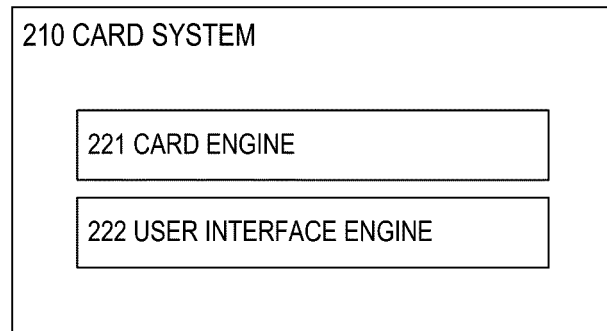 210 CARD SYSTEM
221 CARD ENGINE
222 USER INTERFACE ENGINE